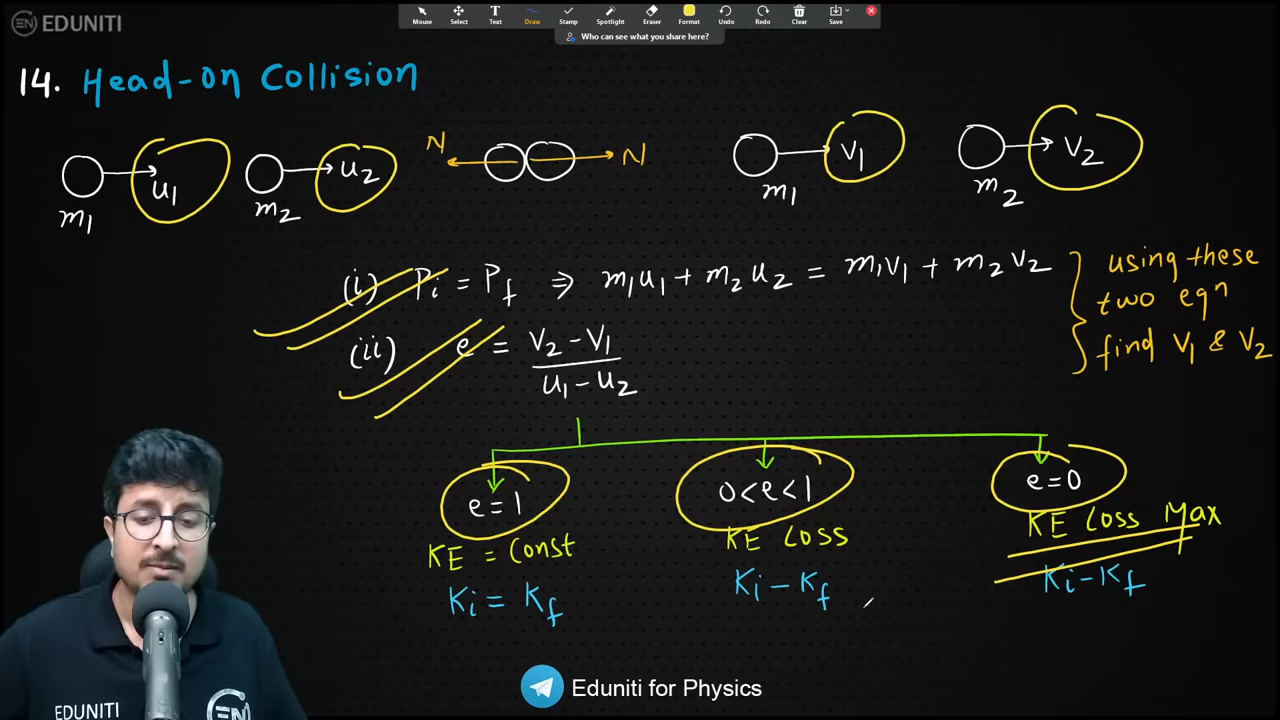 EN EDUNITI
Mouse Select Text Draw Stamp Spotlight Eraser Format Undo Redo Clear Save
Who can see what you share here?
14. Head-on Collision
m1 u1 m2 u2 N N m1 v1 m2 v2
(i) Pi = Pf ⇒ m1u1 + m2u2 = m1v1 + m2v2
(ii) e = v2 - v1 / u1 - u2
using these
two eqn
find v1 & v2
e = 1 0 < e < 1 e = 0
KE = Const KE Loss KE Loss Max
Ki = Kf Ki - Kf Ki - Kf
Eduniti for Physics
EDUNITI
EN